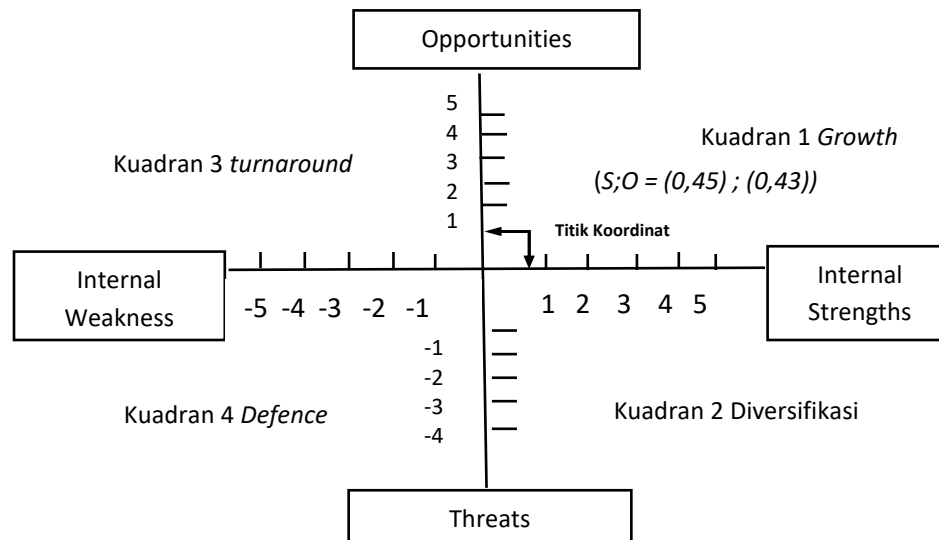 Opportunities
5
4
3
2
1
Kuadran 1 Growth
(S;O = (0,45) ; (0,43))
Kuadran 3 turnaround
Titik Koordinat
Internal
Weakness
Internal
Strengths
-5 -4 -3 -2 -1
1 2 3 4 5
-1
-2
-3
-4
Kuadran 4 Defence
Kuadran 2 Diversifikasi
Threats